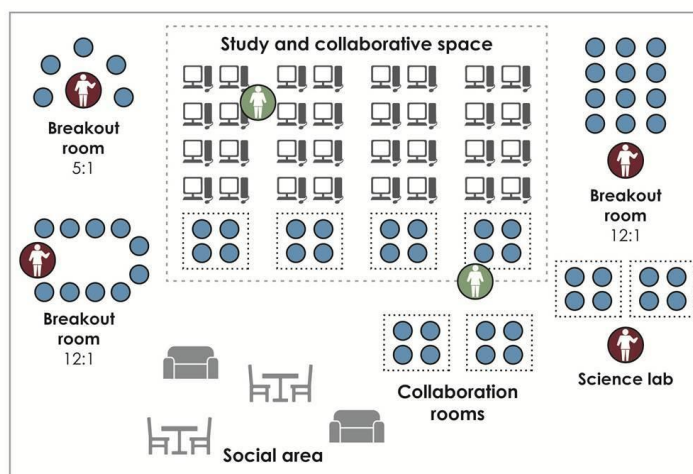 Study and collaborative space
Breakout
room
5:1
Breakout
room
12:1
Breakout
room
12:1
Science lab
Collaboration
rooms
Social area